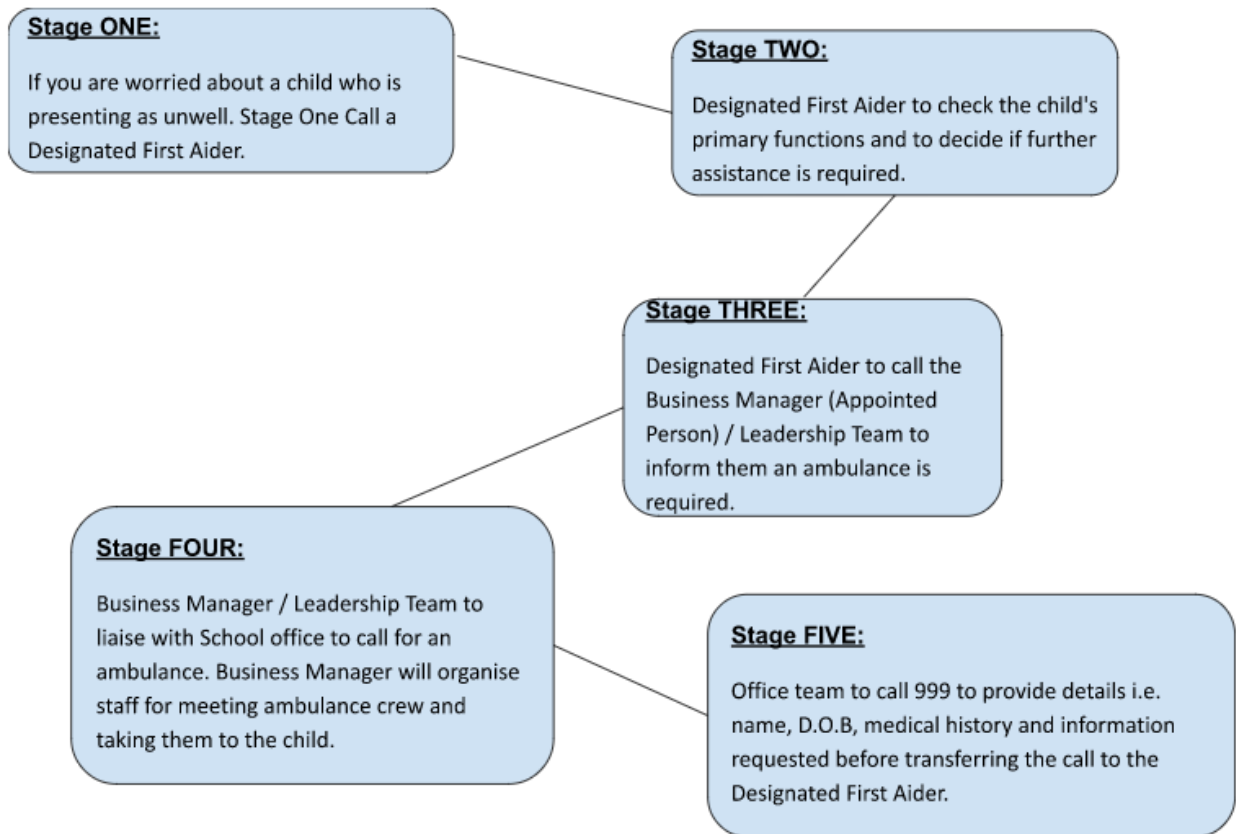 Stage ONE:
If you are worried about a child who is
presenting as unwell. Stage One Call a
Designated First Aider.
Stage TWO:
Designated First Aider to check the child's
primary functions and to decide if further
assistance is required.
Stage THREE:
Designated First Aider to call the
Business Manager (Appointed
Person) / Leadership Team to
inform them an ambulance is
required.
Stage FOUR:
Business Manager / Leadership Team to
liaise with School office to call for an
ambulance. Business Manager will organise
staff for meeting ambulance crew and
taking them to the child.
Stage FIVE:
Office team to call 999 to provide details i.e.
name, D.O.B, medical history and information
requested before transferring the call to the
Designated First Aider.